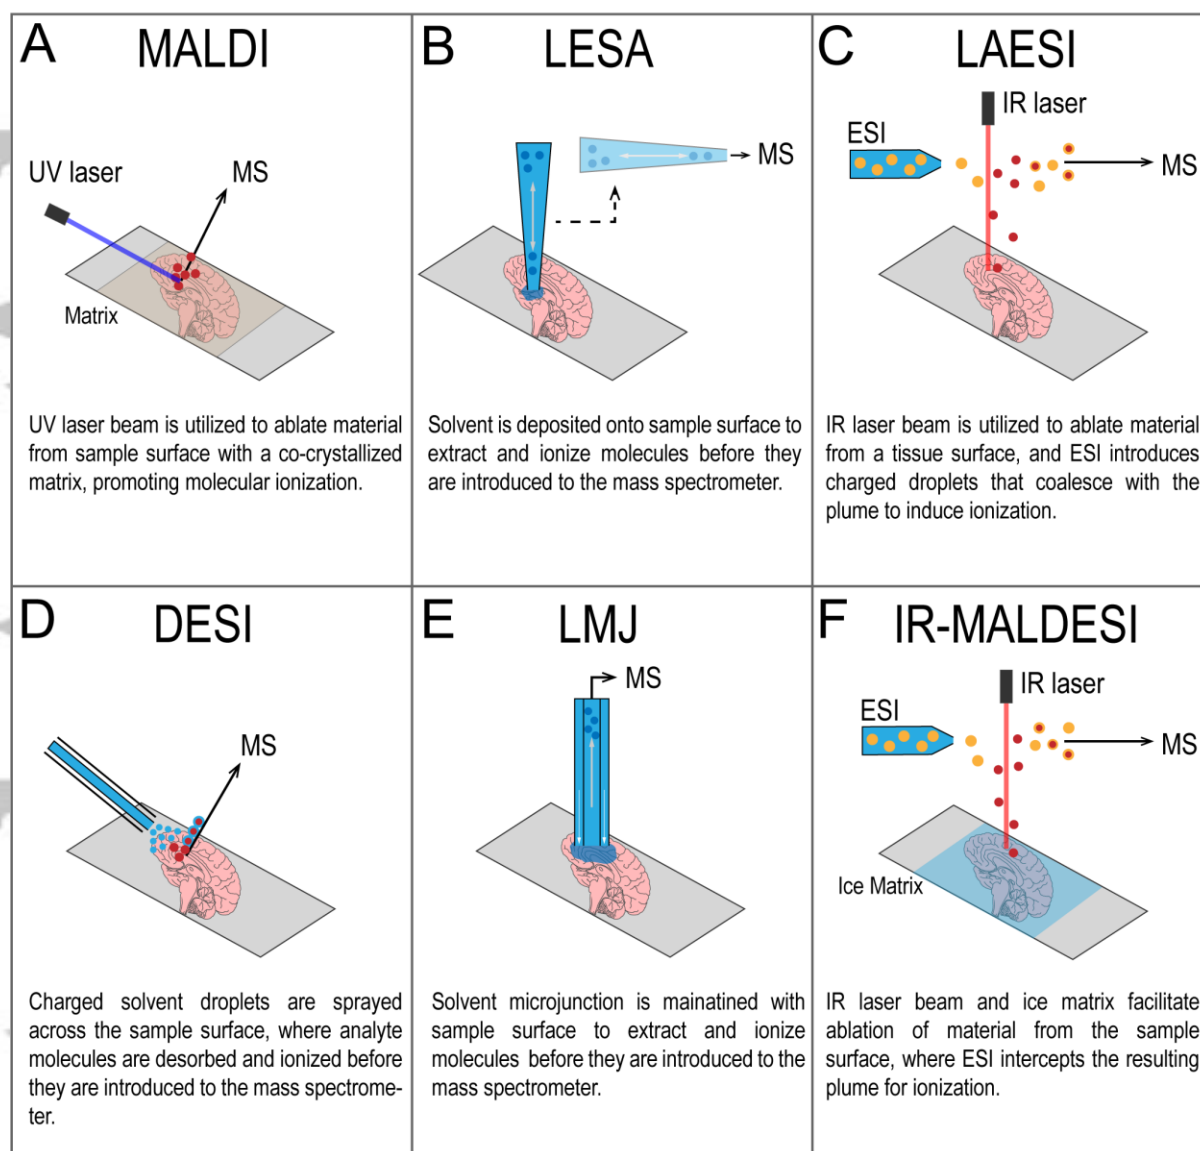 A MALDI
UV laser
MS
Matrix
UV laser beam is utilized to ablate material
from sample surface with a co-crystallized
matrix, promoting molecular ionization.
B LESA
MS
Solvent is deposited onto sample surface to
extract and ionize molecules before they
are introduced to the mass spectrometer.
C LAESI
IR laser
ESI
MS
IR laser beam is utilized to ablate material
from a tissue surface, and ESI introduces
charged droplets that coalesce with the
plume to induce ionization.
D DESI
MS
Charged solvent droplets are sprayed
across the sample surface, where analyte
molecules are desorbed and ionized before
they are introduced to the mass spectrome-
ter.
E LMJ
MS
Solvent microjunction is mainatined with
sample surface to extract and ionize
molecules before they are introduced to the
mass spectrometer.
F IR-MALDESI
IR laser
ESI
MS
Ice Matrix
IR laser beam and ice matrix facilitate
ablation of material from the sample
surface, where ESI intercepts the resulting
plume for ionization.